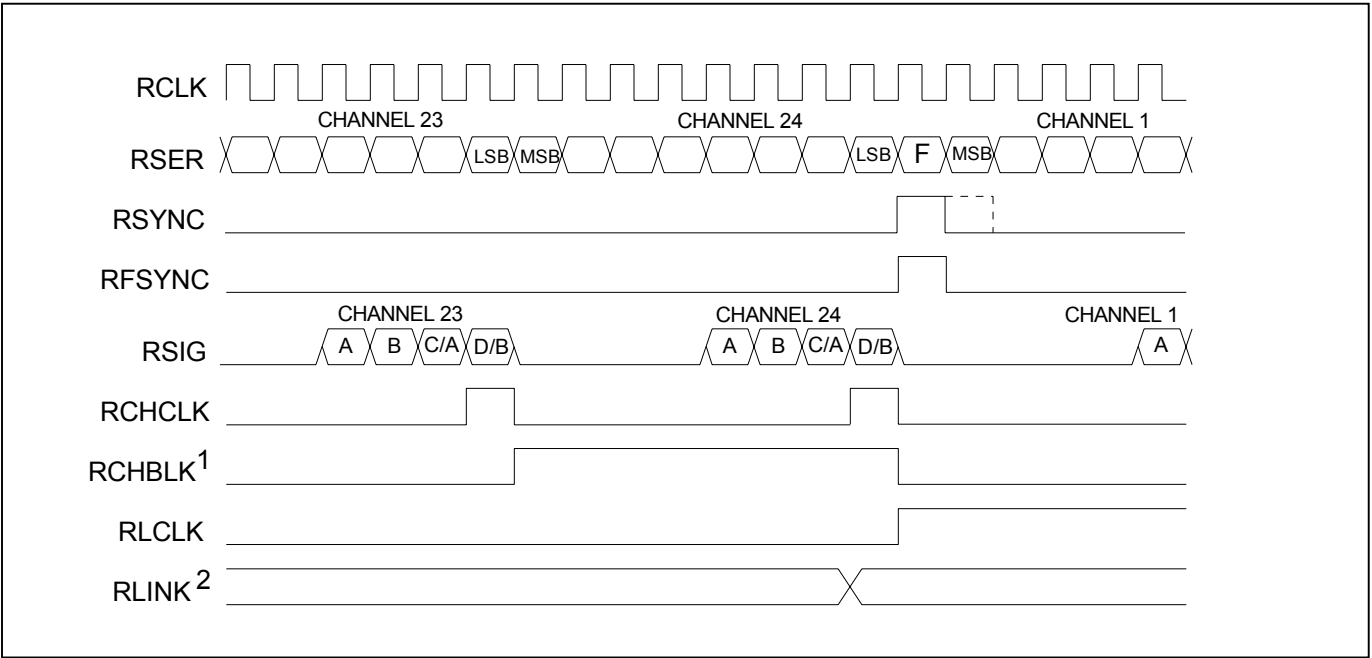 RCLK
CHANNEL 23 CHANNEL 24 CHANNEL 1
RSER LSB MSB LSB F MSB
RSYNC
RFSYNC
CHANNEL 23 CHANNEL 24 CHANNEL 1
RSIG A B C/A D/B A B C/A D/B A
RCHCLK
RCHBLK1
RLCLK
RLINK2